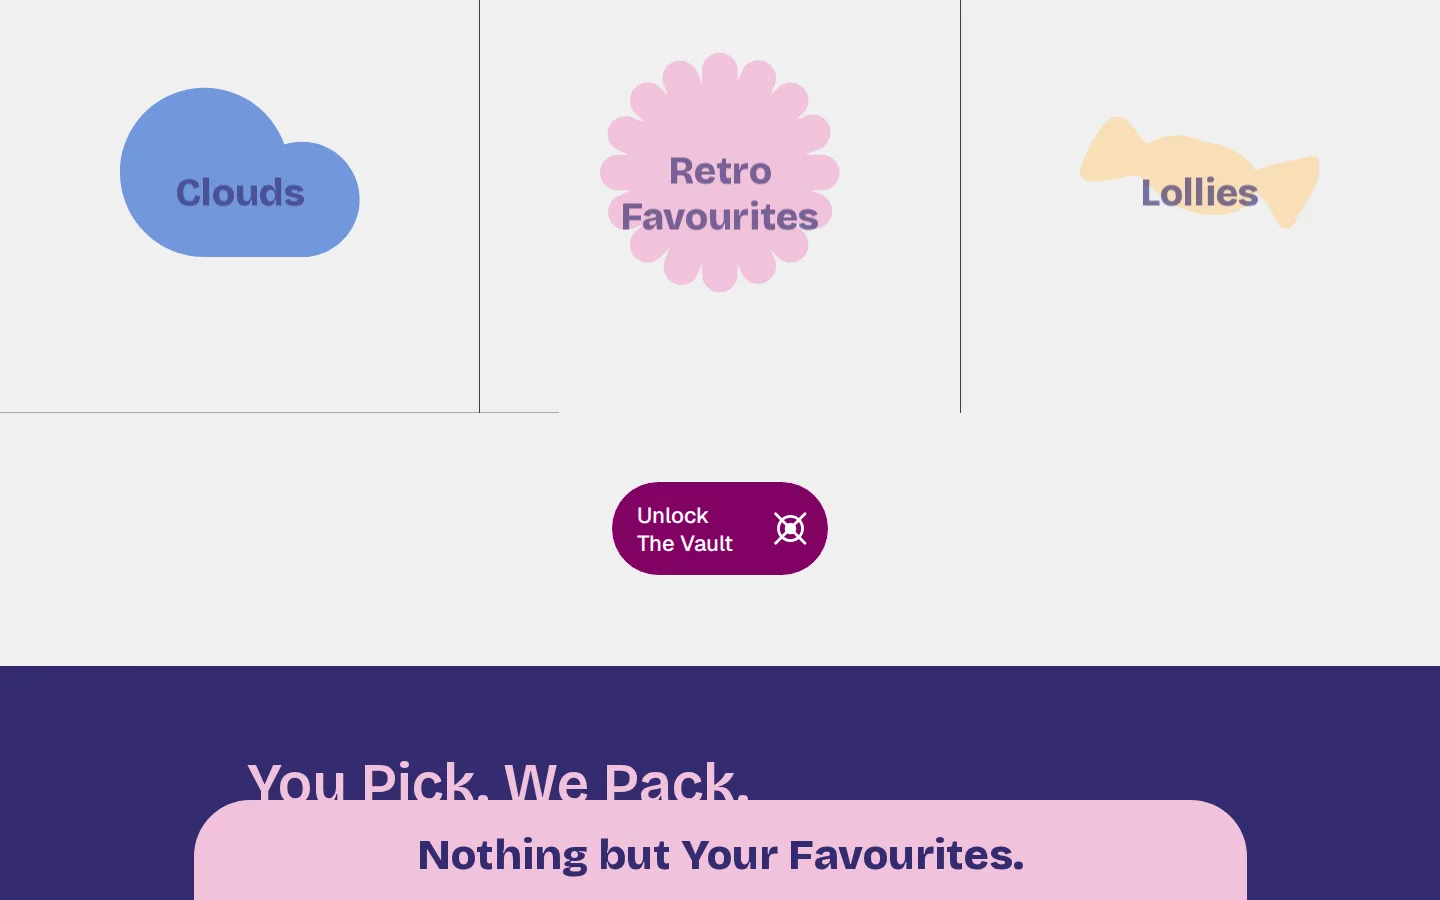 Clouds
Retro
Favourites
Lollies
Unlock
The Vault
You Pick. We Pack.
Nothing but Your Favourites.